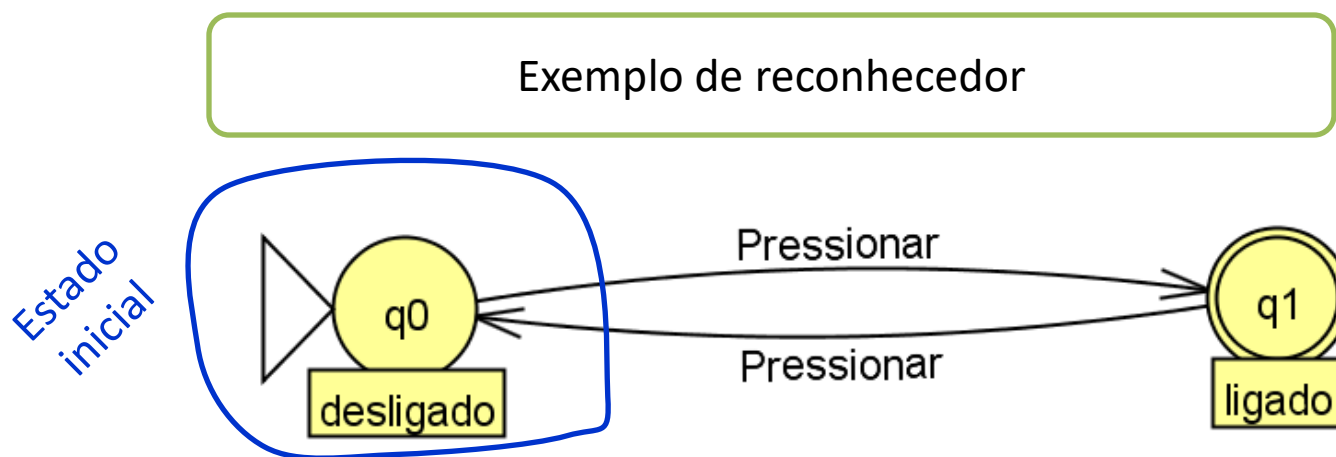 Exemplo de reconhecedor
Estado
inicial
Pressionar
q0
q1
Pressionar
desligado
ligado